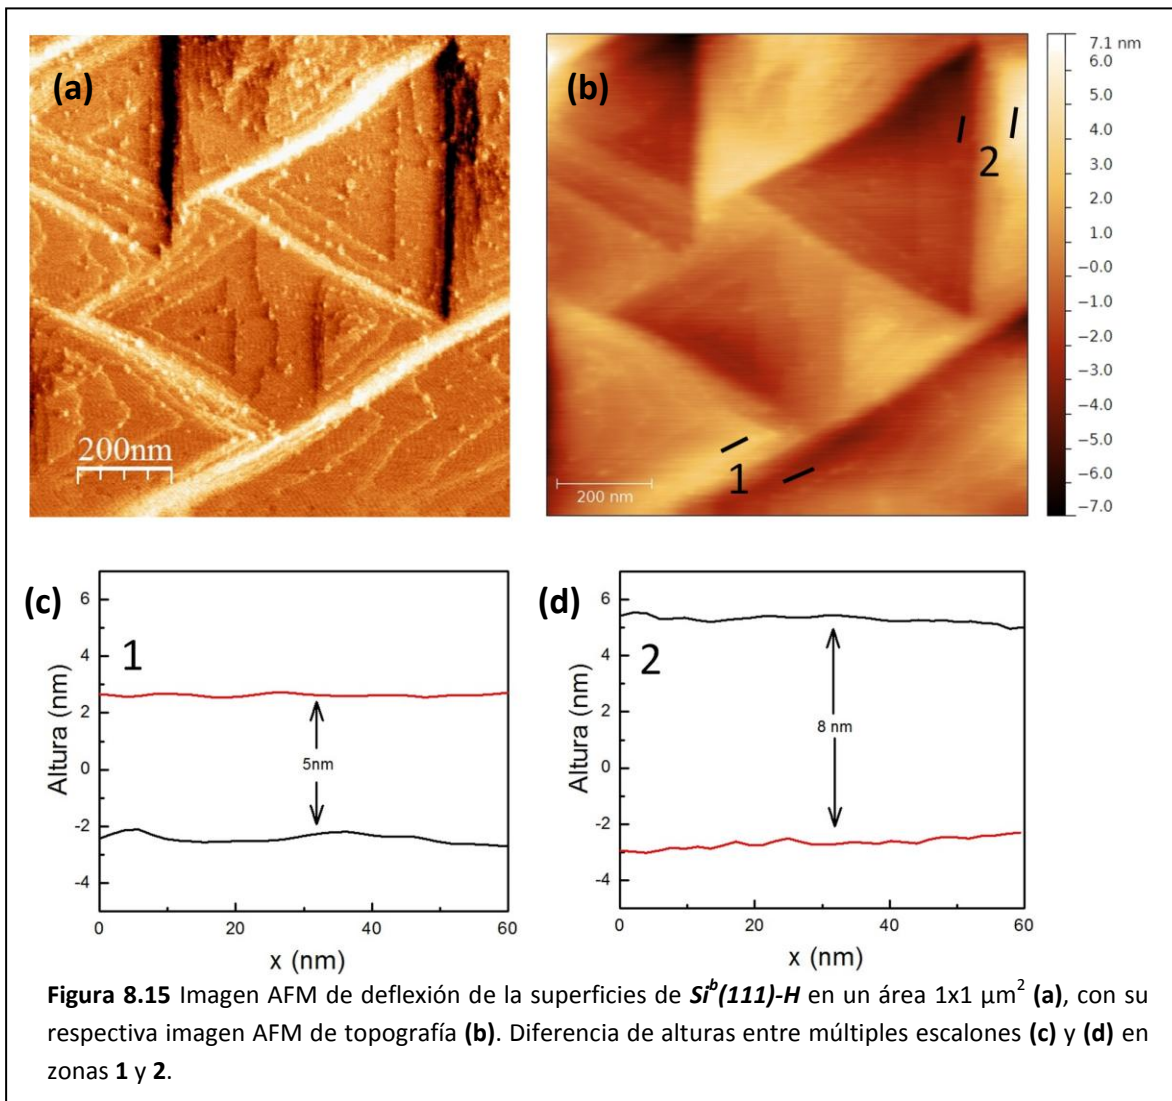 (a)
200nm
(b)
1
2
200 nm
7.1 nm
6.0
5.0
4.0
3.0
2.0
1.0
−0.0
−1.0
−2.0
−3.0
−4.0
−5.0
−6.0
−7.0
(c)
1
Altura (nm)
6
4
2
0
-2
-4
5nm
0
20
40
60
x (nm)
(d)
2
Altura (nm)
6
4
2
0
-2
-4
8 nm
0
20
40
60
x (nm)
Figura 8.15 Imagen AFM de deflexión de la superficies de Siᵇ(111)-H en un área 1x1 µm² (a), con su
respectiva imagen AFM de topografía (b). Diferencia de alturas entre múltiples escalones (c) y (d) en
zonas 1 y 2.